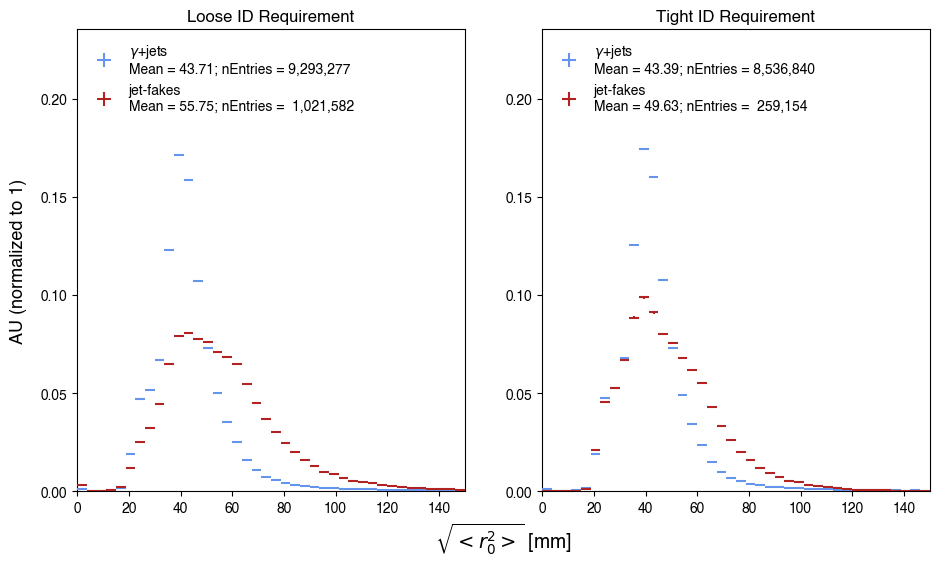 Loose ID Requirement
γ+jets
Mean = 43.71; nEntries = 9,293,277
jet-fakes
Mean = 55.75; nEntries =  1,021,582
AU (normalized to 1)
0.20
0.15
0.10
0.05
0.00
0 20 40 60 80 100 120 140
Tight ID Requirement
γ+jets
Mean = 43.39; nEntries = 8,536,840
jet-fakes
Mean = 49.63; nEntries =  259,154
0.20
0.15
0.10
0.05
0.00
0 20 40 60 80 100 120 140
√<r₀²> [mm]